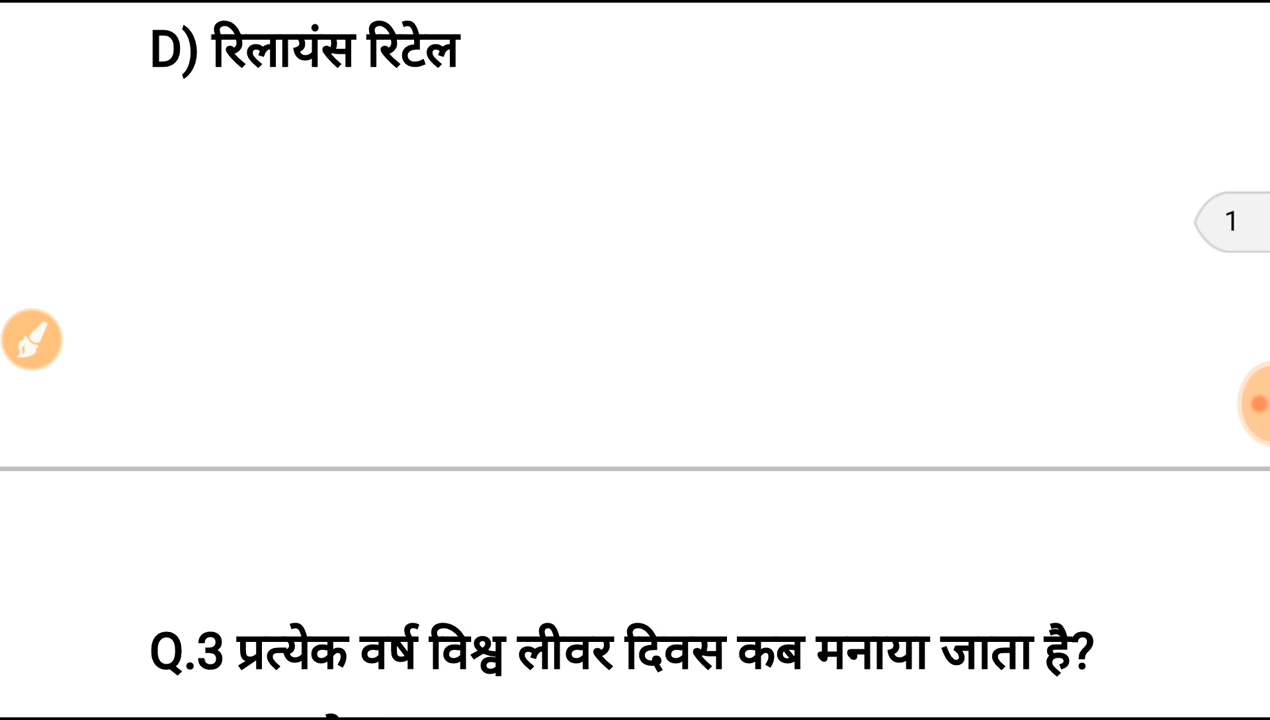 D) रिलायंस रिटेल
1
Q.3 प्रत्येक वर्ष विश्व लीवर दिवस कब मनाया जाता है?